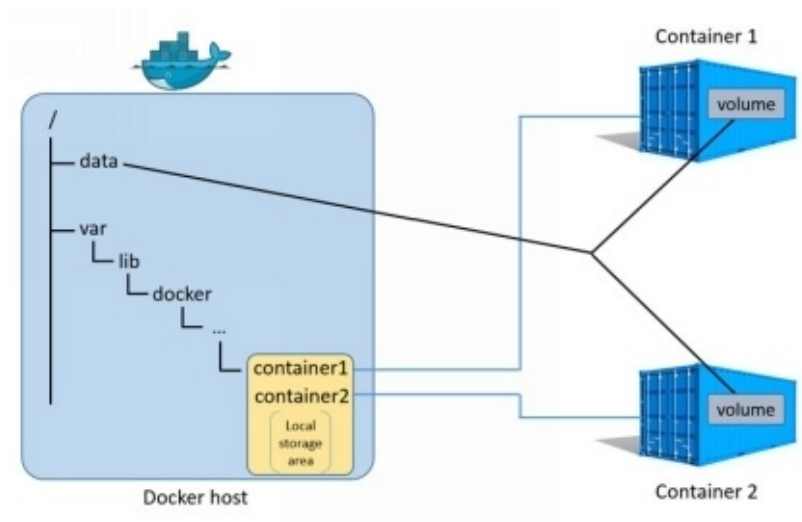 Container 1
volume
/
data
var
lib
docker
...
container1
container2
Local
storage
area
volume
Docker host
Container 2